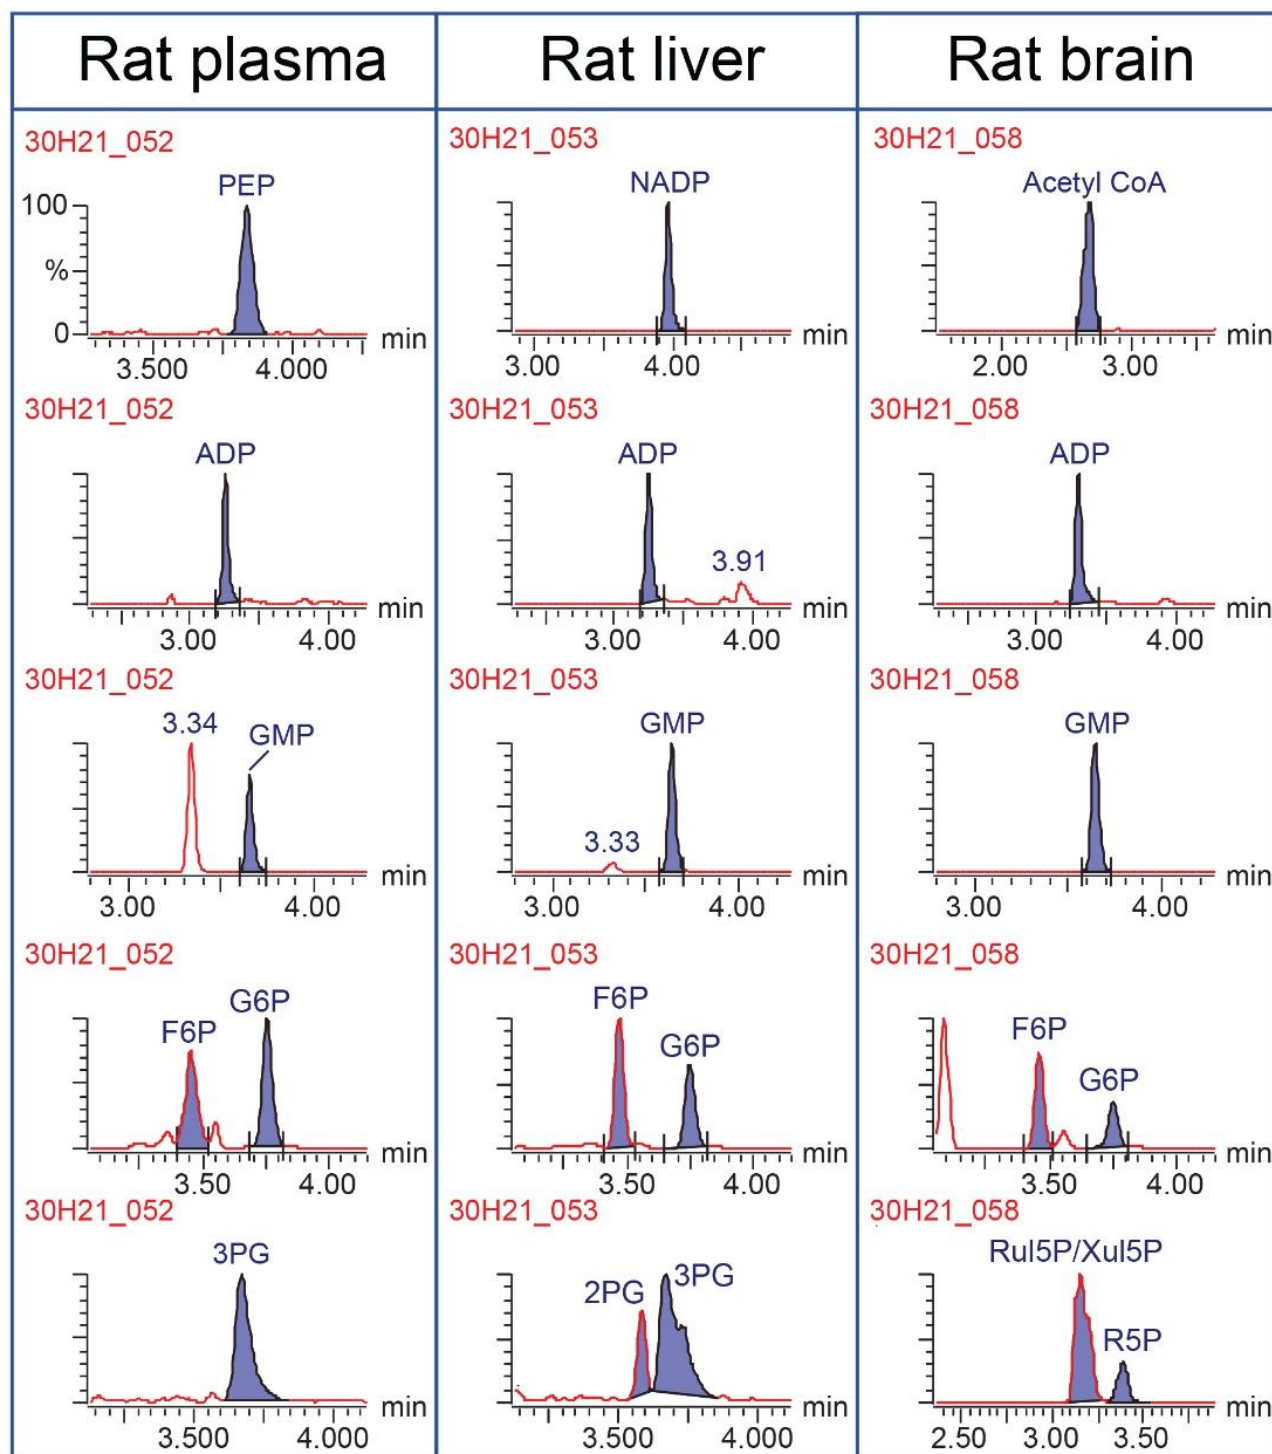 Rat plasma Rat liver Rat brain
30H21_052 30H21_053 30H21_058
PEP NADP Acetyl CoA
100
%
0 min min min
3.500 4.000 3.00 4.00 2.00 3.00
30H21_052 30H21_053 30H21_058
ADP ADP ADP
3.91
min min min
3.00 4.00 3.00 4.00 3.00 4.00
30H21_052 30H21_053 30H21_058
3.34 GMP GMP GMP
3.33
min min min
3.00 4.00 3.00 4.00 3.00 4.00
30H21_052 30H21_053 30H21_058
F6P G6P F6P G6P F6P G6P
min min min
3.50 4.00 3.50 4.00 3.50 4.00
30H21_052 30H21_053 30H21_058
3PG 2PG 3PG Rul5P/Xul5P
R5P
min min min
3.500 4.000 3.500 4.000 2.50 3.00 3.50